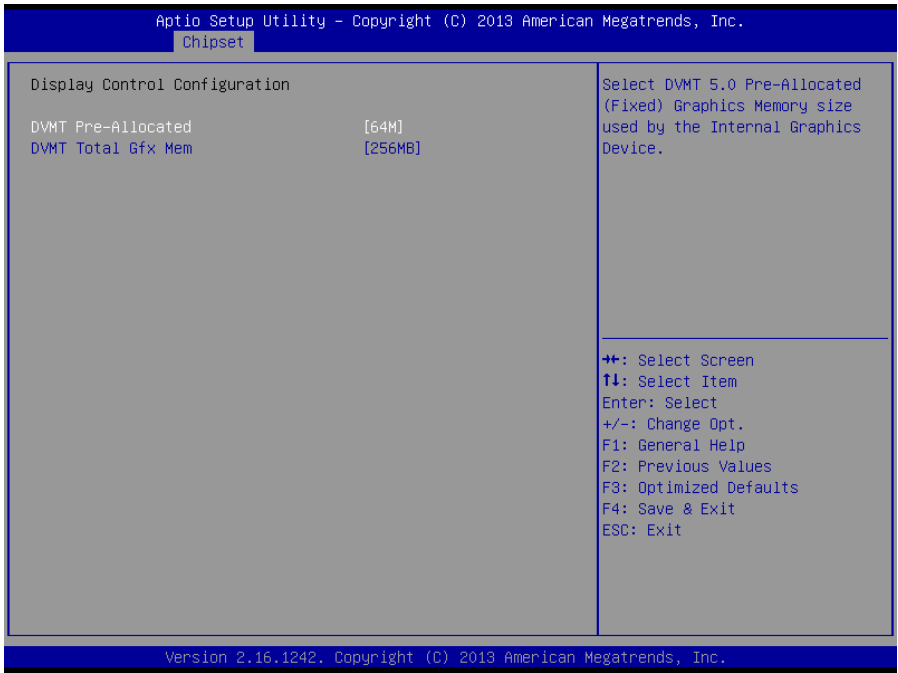 Aptio Setup Utility – Copyright (C) 2013 American Megatrends, Inc.
Chipset
Display Control Configuration
DVMT Pre-Allocated [64M]
DVMT Total Gfx Mem [256MB]
Select DVMT 5.0 Pre-Allocated
(Fixed) Graphics Memory size
used by the Internal Graphics
Device.
→←: Select Screen
↑↓: Select Item
Enter: Select
+/-: Change Opt.
F1: General Help
F2: Previous Values
F3: Optimized Defaults
F4: Save & Exit
ESC: Exit
Version 2.16.1242. Copyright (C) 2013 American Megatrends, Inc.